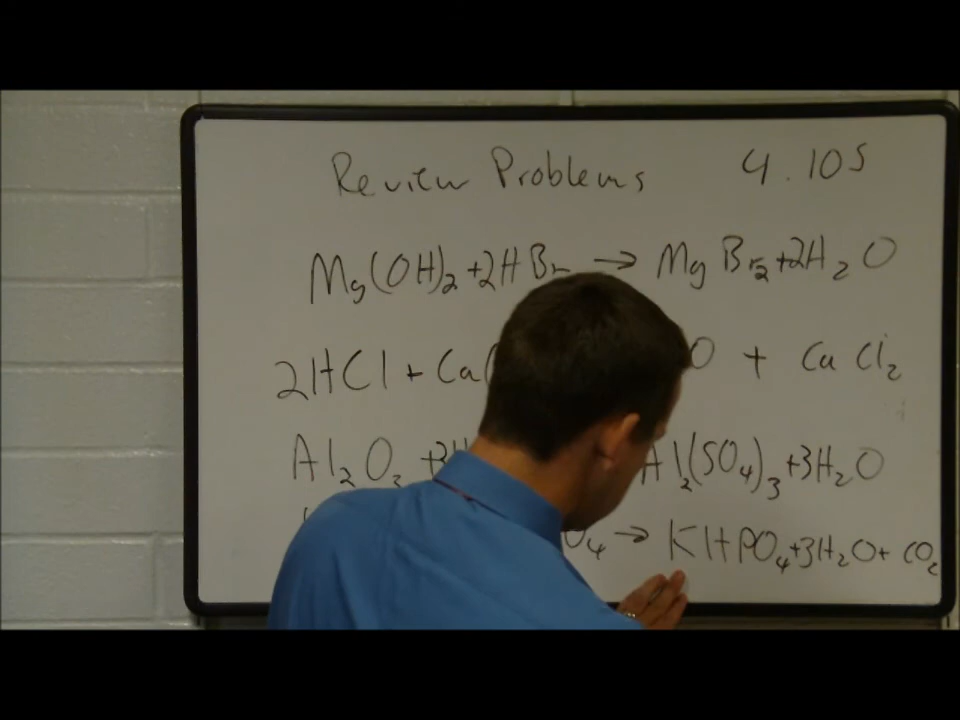 Review Problems 4.105
Mg(OH)₂ + 2HBr → MgBr₂ + 2H₂O
2HCl + Ca( O + CaCl₂
Al₂O₃ + 3H Al₂(SO₄)₃ + 3H₂O
O₄ → KHPO₄ + 3H₂O + CO₂